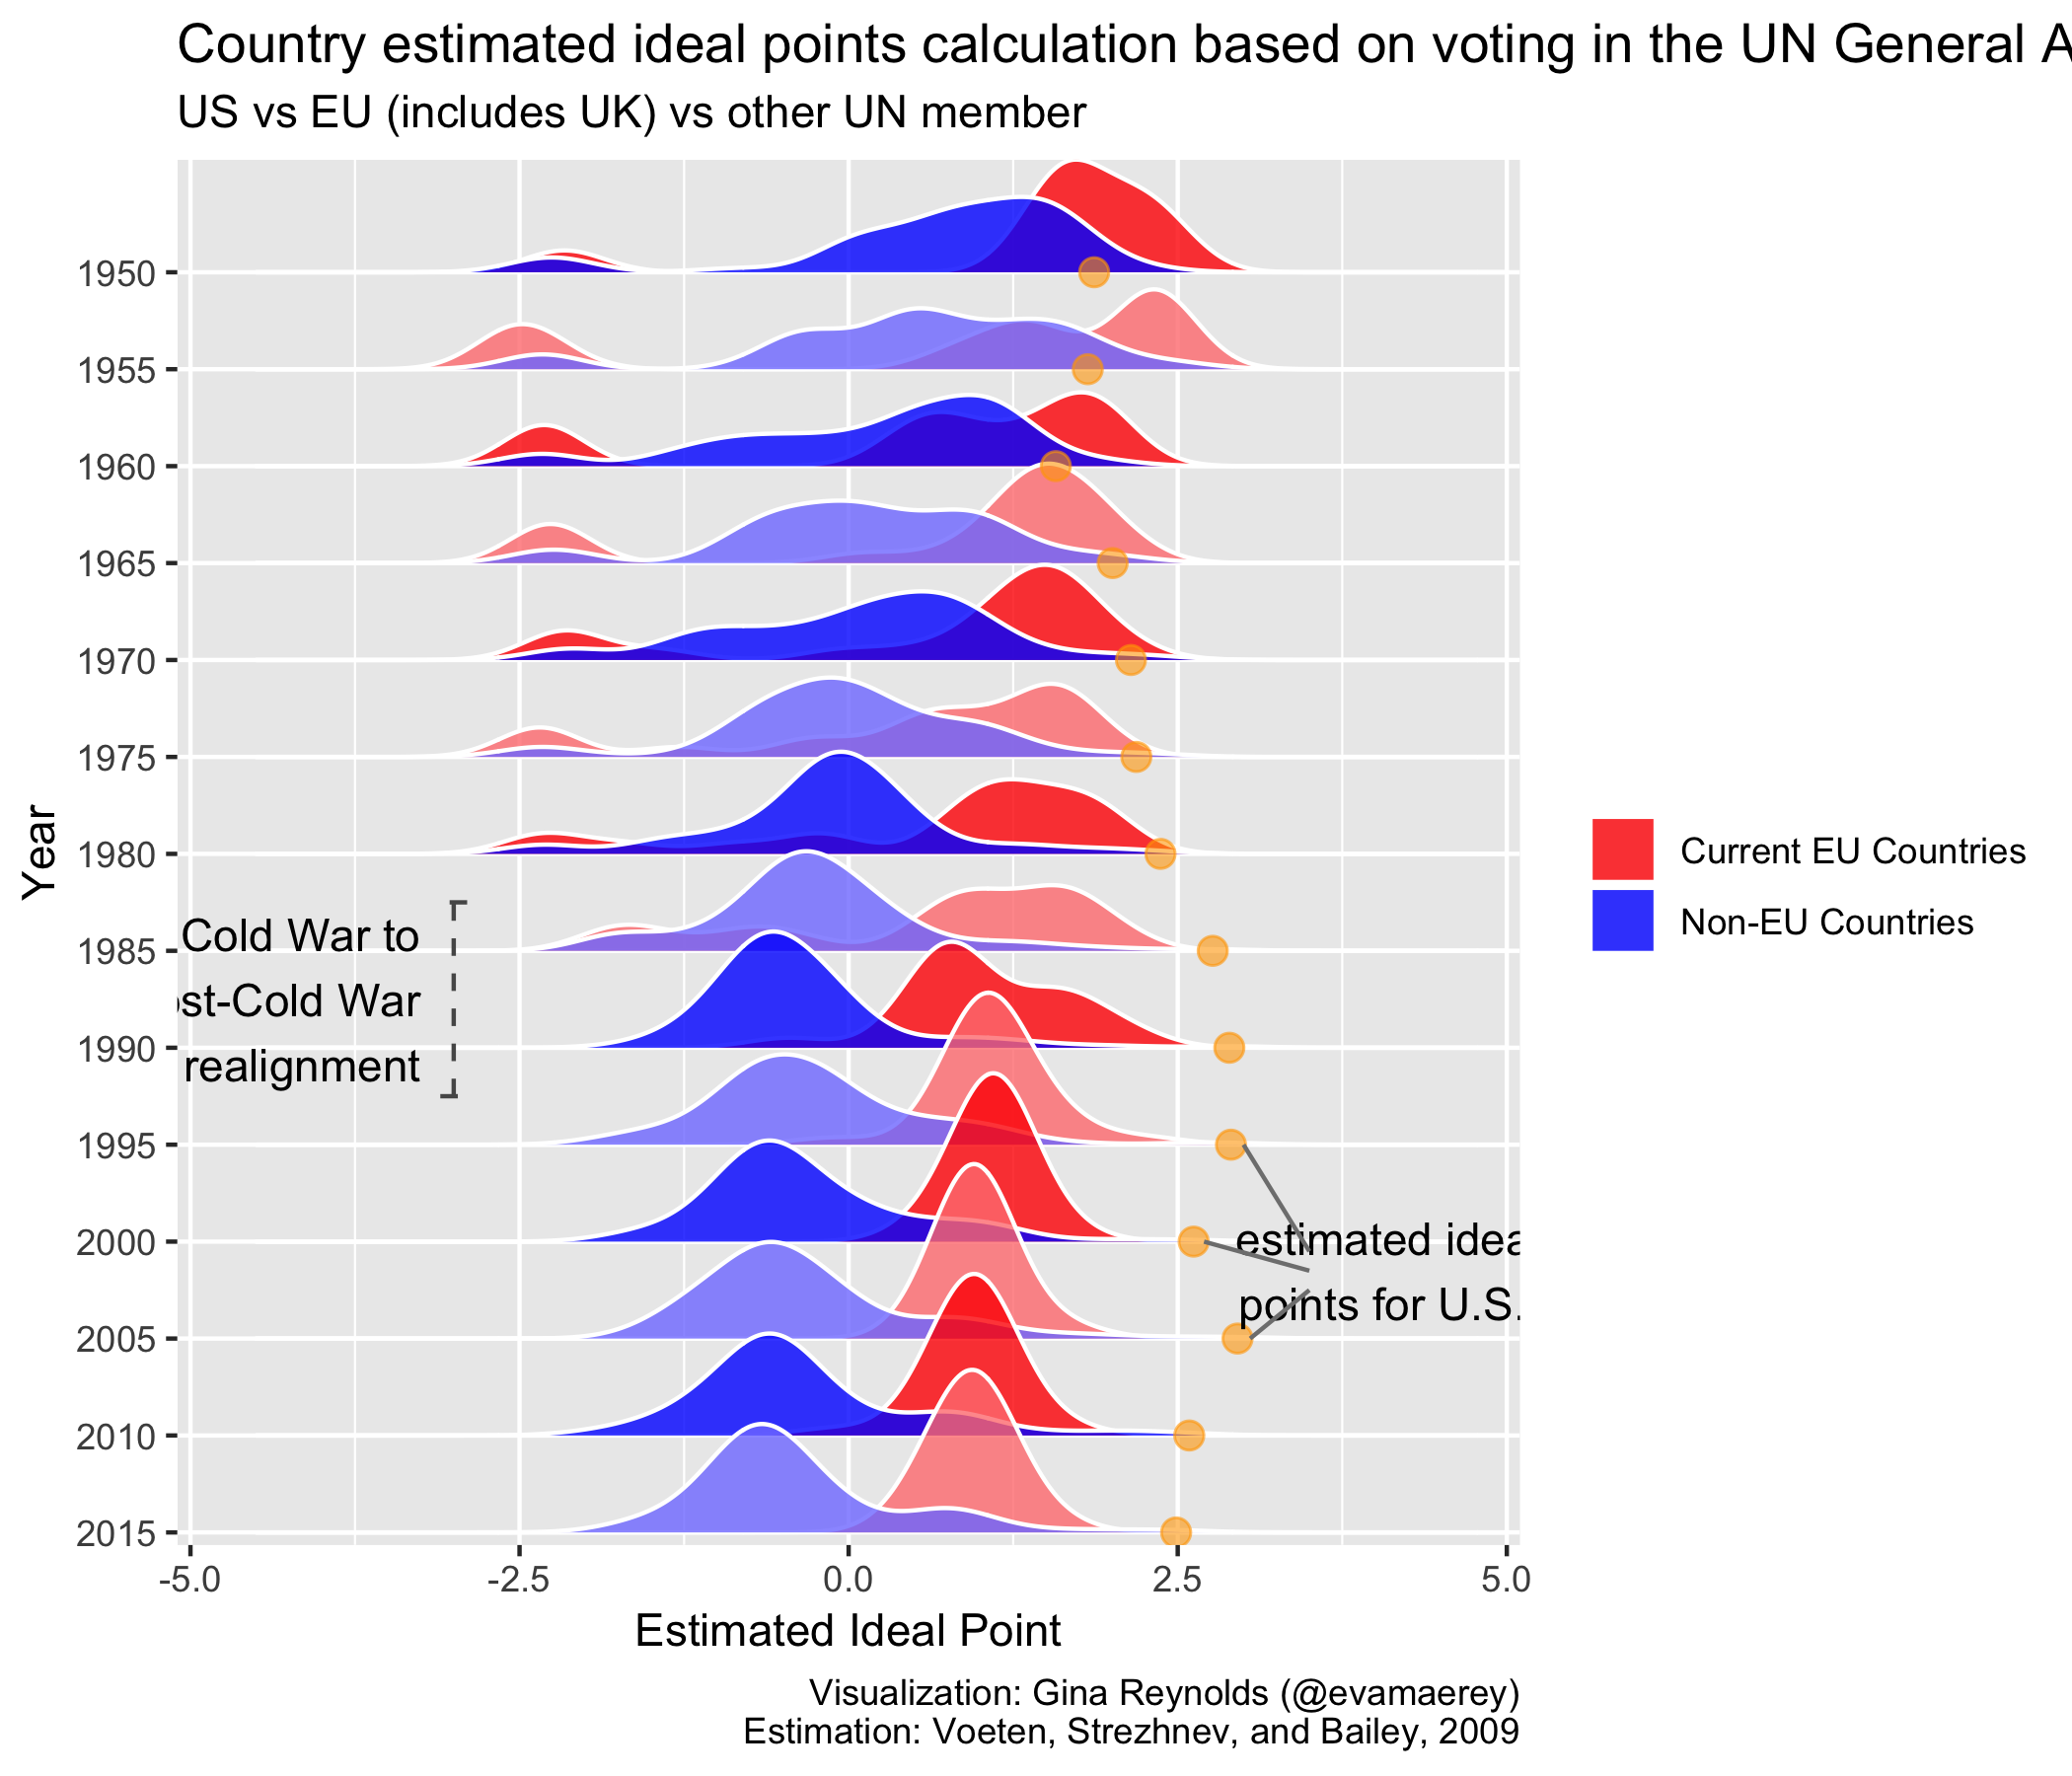 Country estimated ideal points calculation based on voting in the UN General A
US vs EU (includes UK) vs other UN member
1950
1955
1960
1965
1970
1975
1980
1985
1990
1995
2000
2005
2010
2015
Year
Cold War to
ost-Cold War
realignment
estimated idea
points for U.S.
Current EU Countries
Non-EU Countries
-5.0
-2.5
0.0
2.5
5.0
Estimated Ideal Point
Visualization: Gina Reynolds (@evamaerey)
Estimation: Voeten, Strezhnev, and Bailey, 2009